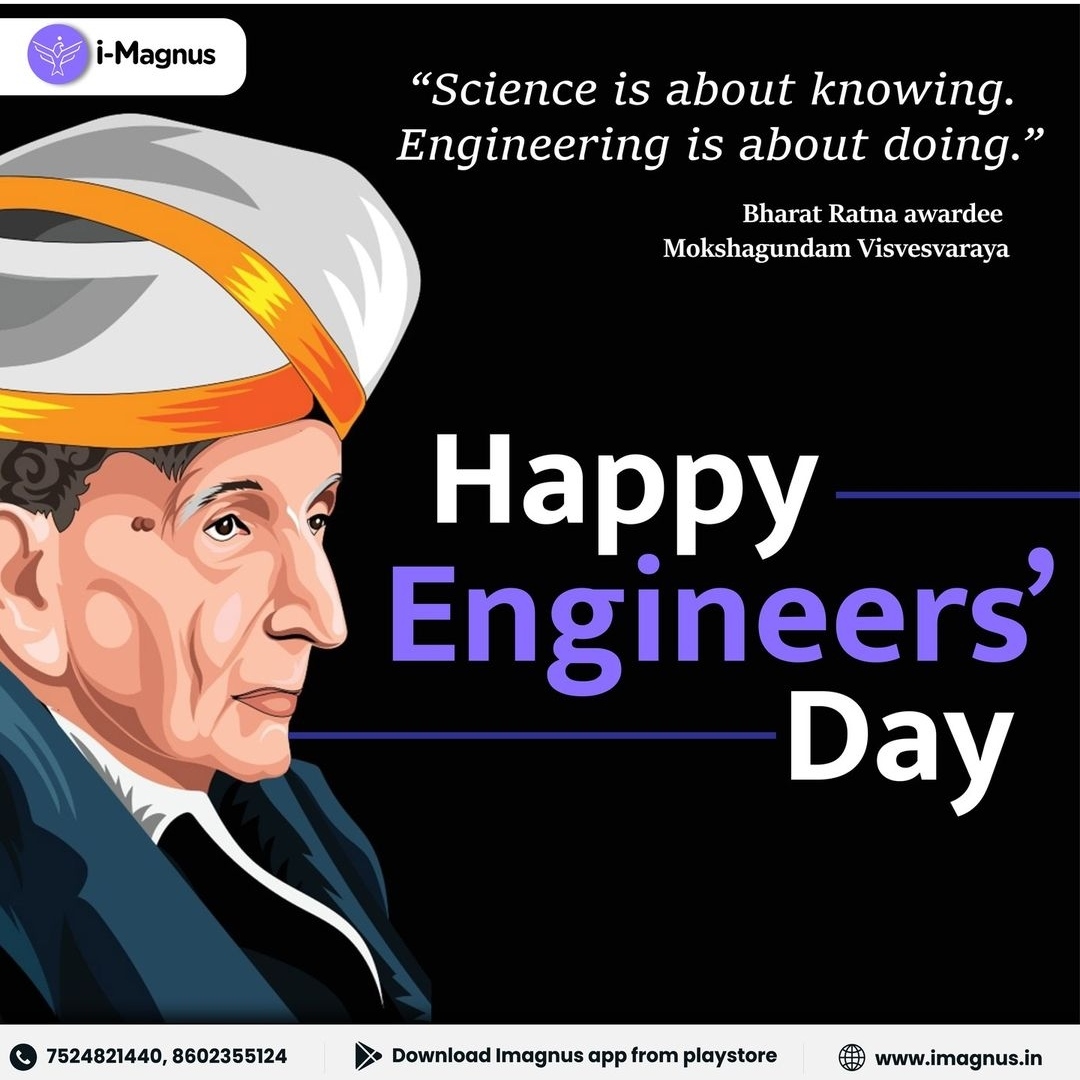 i-Magnus
“Science is about knowing.
Engineering is about doing.”
Bharat Ratna awardee
Mokshagundam Visvesvaraya
Happy
Engineers’
Day
7524821440, 8602355124
Download Imagnus app from playstore
www.imagnus.in